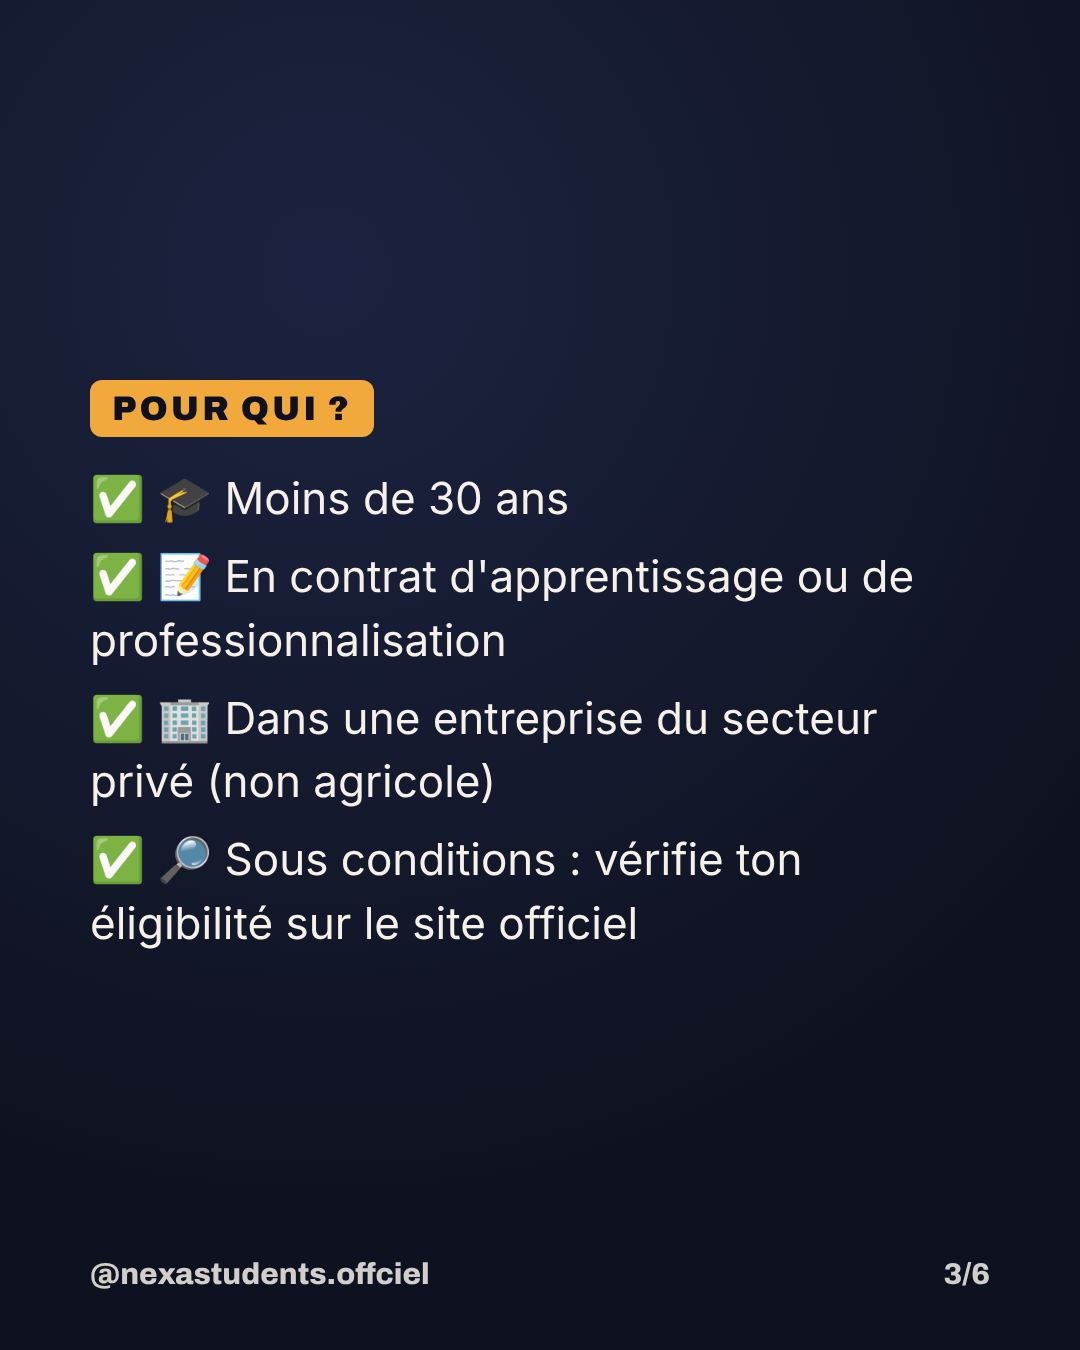 POUR QUI ?
✅ 🎓 Moins de 30 ans
✅ 📝 En contrat d'apprentissage ou de
professionnalisation
✅ 🏢 Dans une entreprise du secteur
privé (non agricole)
✅ 🔎 Sous conditions : vérifie ton
éligibilité sur le site officiel
@nexastudents.offciel
3/6